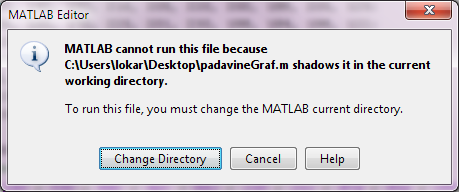 MATLAB Editor
MATLAB cannot run this file because
C:\Users\lokar\Desktop\padavineGraf.m shadows it in the current
working directory.
To run this file, you must change the MATLAB current directory.
Change Directory
Cancel
Help